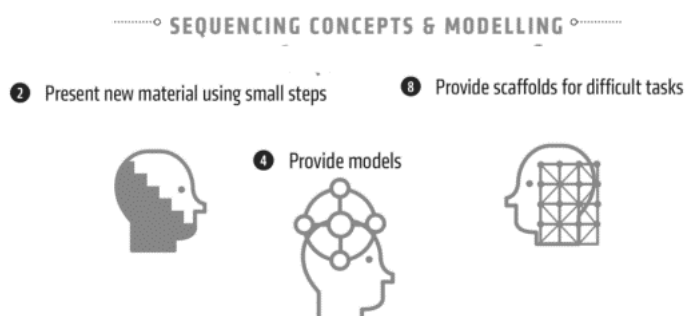 SEQUENCING CONCEPTS & MODELLING
2 Present new material using small steps
8 Provide scaffolds for difficult tasks
4 Provide models